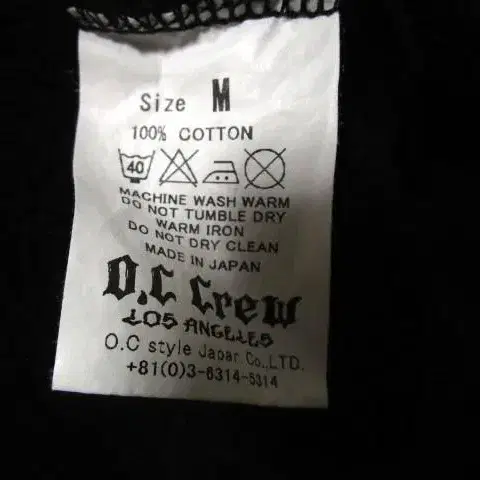 Size M
100% COTTON
40
MACHINE WASH WARM
DO NOT TUMBLE DRY
WARM IRON
DO NOT DRY CLEAN
MADE IN JAPAN
O.C Crew
LOS ANGELES
O.C style Japar Co.,LTD.
+81(0)3-6314-5314